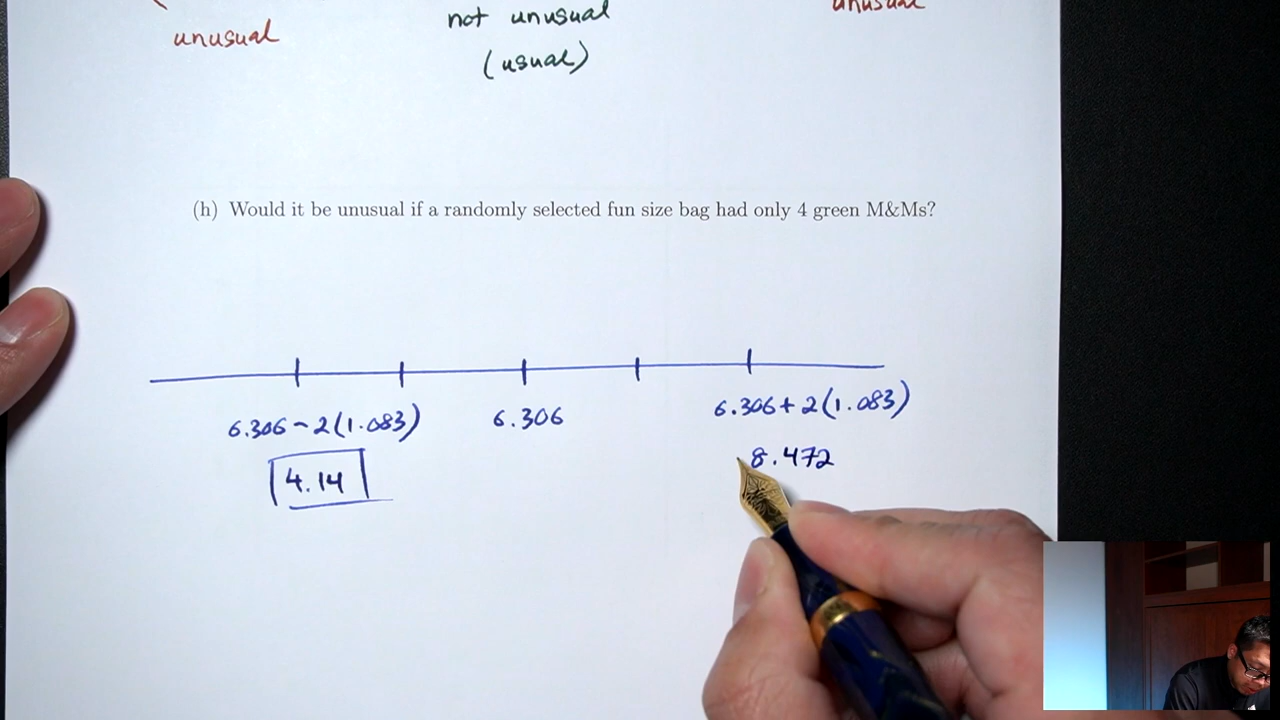 unusual
not unusual
(usual)
unusual
(h) Would it be unusual if a randomly selected fun size bag had only 4 green M&Ms?
6.306 - 2(1.083)
6.306
6.306 + 2(1.083)
4.14
8.472